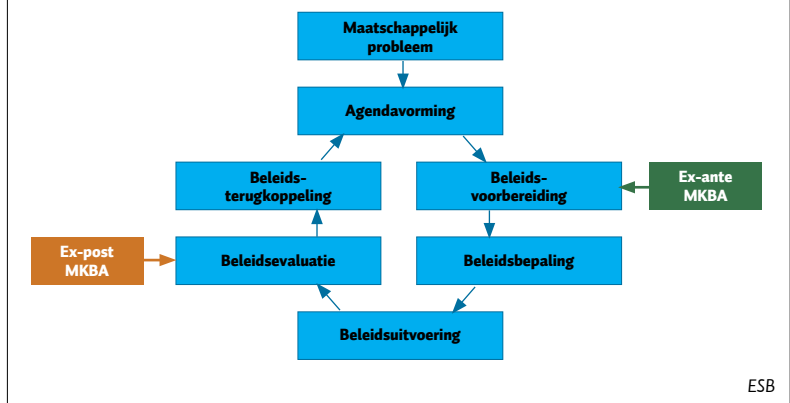 Maatschappelijk
probleem
Agendavorming
Beleids-
terugkoppeling
Beleids-
voorbereiding
Ex-ante
MKBA
Ex-post
MKBA
Beleidsevaluatie
Beleidsbepaling
Beleidsuitvoering
ESB